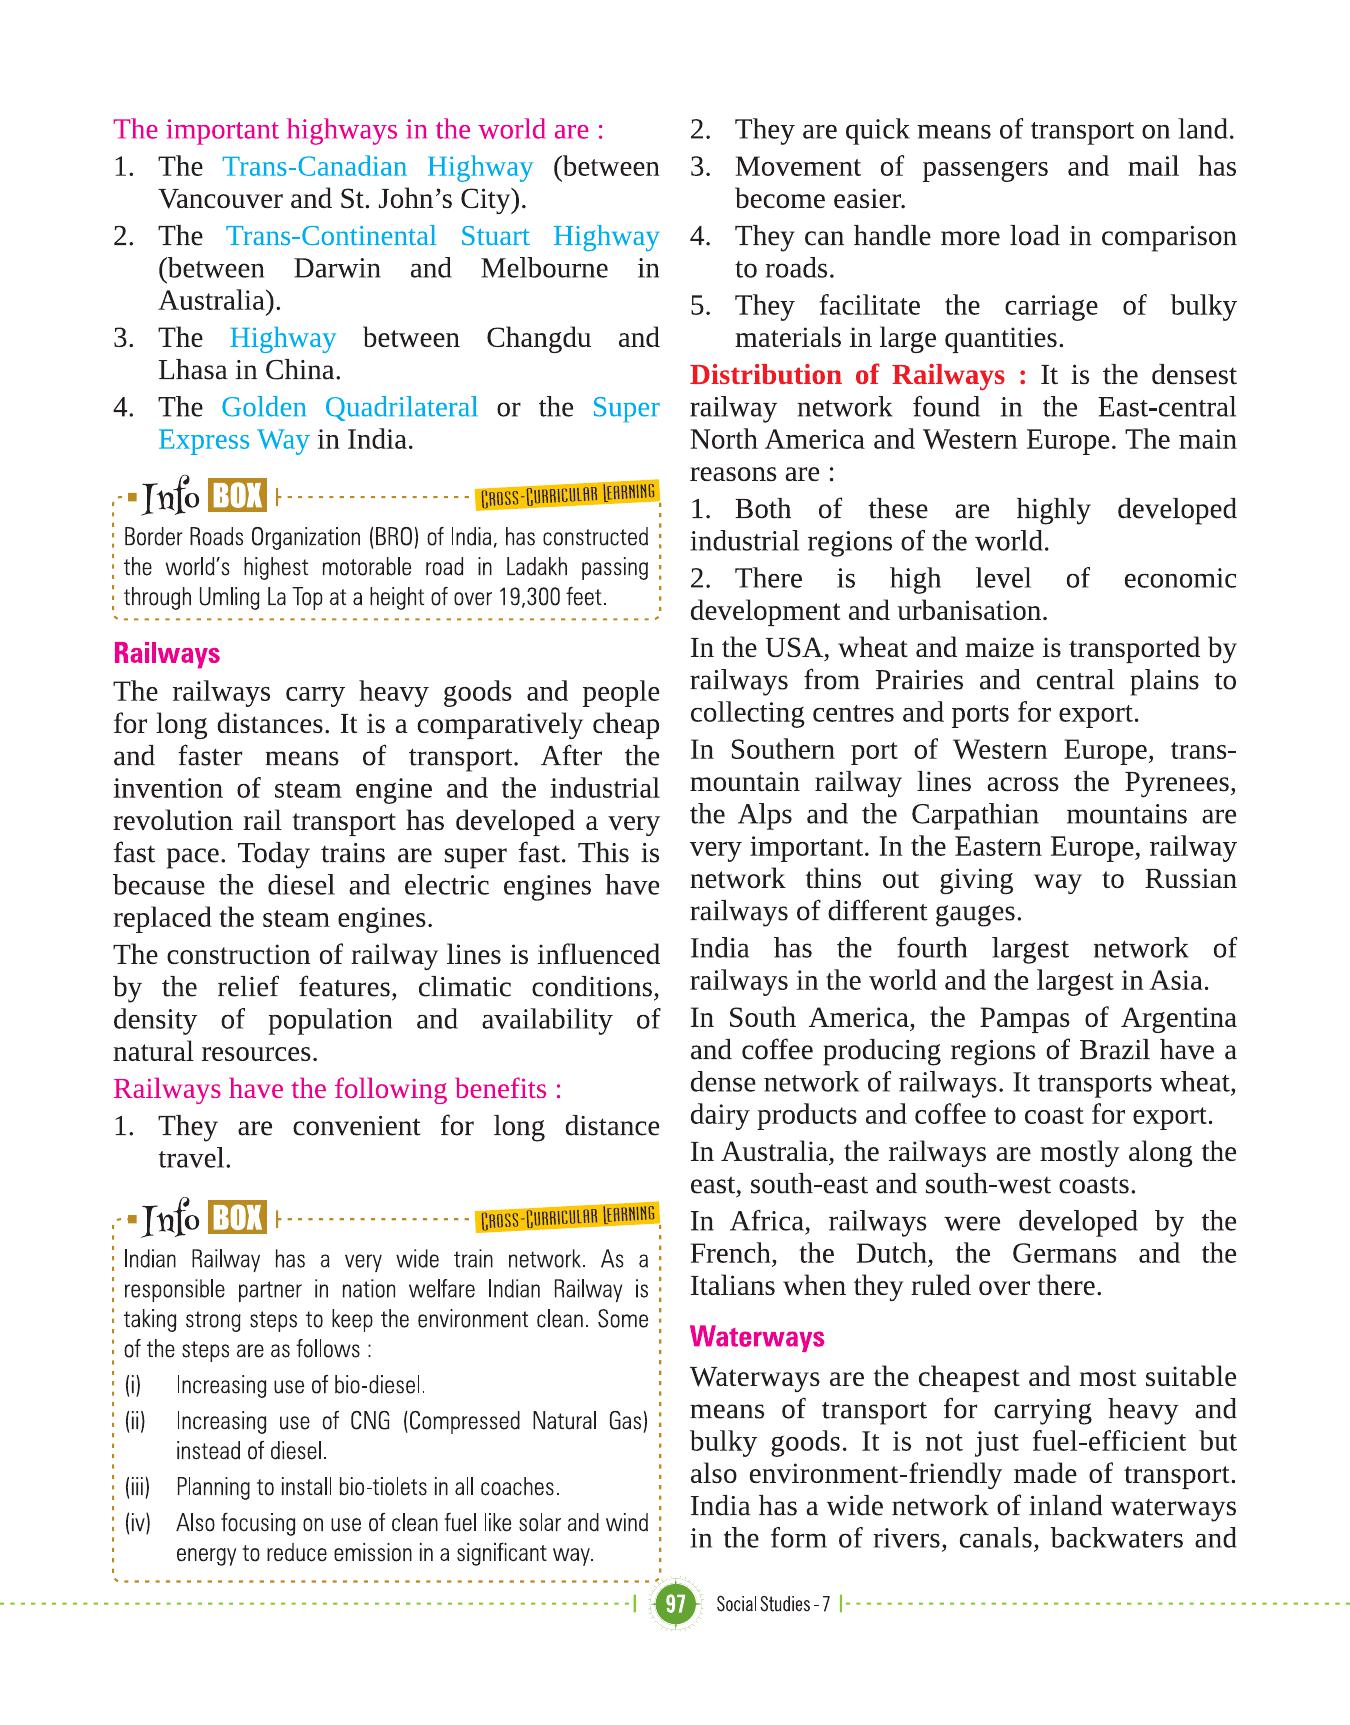 The important highways in the world are :
1. The Trans-Canadian Highway (between
Vancouver and St. John’s City).
2. The Trans-Continental Stuart Highway
(between Darwin and Melbourne in
Australia).
3. The Highway between Changdu and
Lhasa in China.
4. The Golden Quadrilateral or the Super
Express Way in India.
Info BOX
Cross-Curricular Learning
Border Roads Organization (BRO) of India, has constructed
the world’s highest motorable road in Ladakh passing
through Umling La Top at a height of over 19,300 feet.
Railways
The railways carry heavy goods and people
for long distances. It is a comparatively cheap
and faster means of transport. After the
invention of steam engine and the industrial
revolution rail transport has developed a very
fast pace. Today trains are super fast. This is
because the diesel and electric engines have
replaced the steam engines.
The construction of railway lines is influenced
by the relief features, climatic conditions,
density of population and availability of
natural resources.
Railways have the following benefits :
1. They are convenient for long distance
travel.
Info BOX
Cross-Curricular Learning
Indian Railway has a very wide train network. As a
responsible partner in nation welfare Indian Railway is
taking strong steps to keep the environment clean. Some
of the steps are as follows :
(i) Increasing use of bio-diesel.
(ii) Increasing use of CNG (Compressed Natural Gas)
instead of diesel.
(iii) Planning to install bio-tiolets in all coaches.
(iv) Also focusing on use of clean fuel like solar and wind
energy to reduce emission in a significant way.
2. They are quick means of transport on land.
3. Movement of passengers and mail has
become easier.
4. They can handle more load in comparison
to roads.
5. They facilitate the carriage of bulky
materials in large quantities.
Distribution of Railways : It is the densest
railway network found in the East-central
North America and Western Europe. The main
reasons are :
1. Both of these are highly developed
industrial regions of the world.
2. There is high level of economic
development and urbanisation.
In the USA, wheat and maize is transported by
railways from Prairies and central plains to
collecting centres and ports for export.
In Southern port of Western Europe, trans-
mountain railway lines across the Pyrenees,
the Alps and the Carpathian mountains are
very important. In the Eastern Europe, railway
network thins out giving way to Russian
railways of different gauges.
India has the fourth largest network of
railways in the world and the largest in Asia.
In South America, the Pampas of Argentina
and coffee producing regions of Brazil have a
dense network of railways. It transports wheat,
dairy products and coffee to coast for export.
In Australia, the railways are mostly along the
east, south-east and south-west coasts.
In Africa, railways were developed by the
French, the Dutch, the Germans and the
Italians when they ruled over there.
Waterways
Waterways are the cheapest and most suitable
means of transport for carrying heavy and
bulky goods. It is not just fuel-efficient but
also environment-friendly made of transport.
India has a wide network of inland waterways
in the form of rivers, canals, backwaters and
97 Social Studies - 7